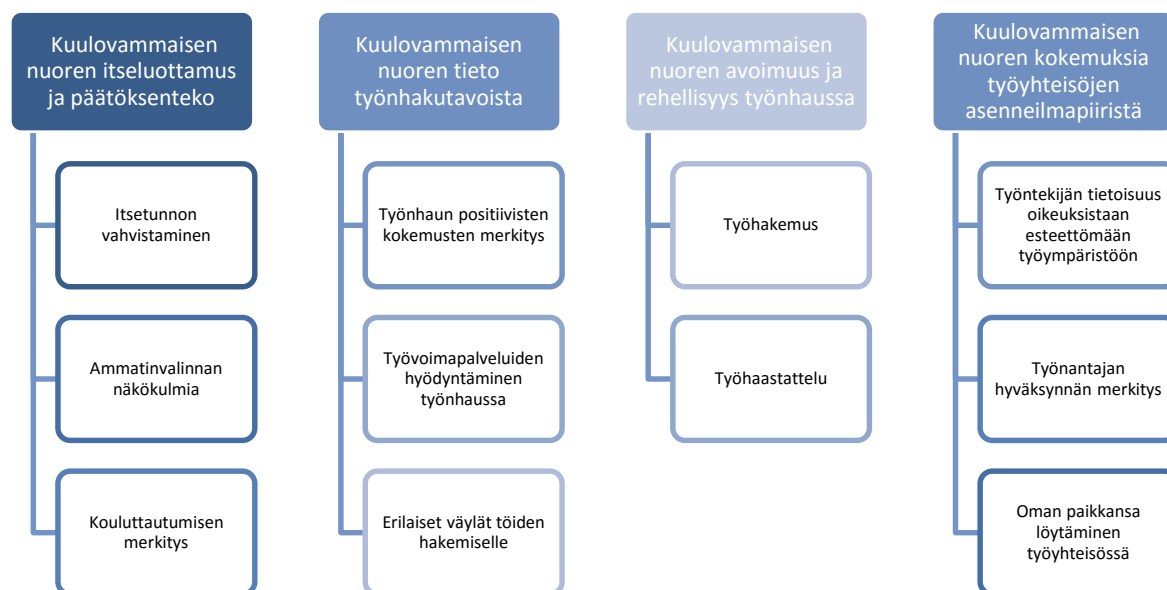 Kuulovammaisen
nuoren itseluottamus
ja päätöksenteko
Itsetunnon
vahvistaminen
Ammatinvalinnan
näkökulmia
Kouluttautumisen
merkitys
Kuulovammaisen
nuoren tieto
työnhakutavoista
Työnhaun positiivisten
kokemusten merkitys
Työvoimapalveluiden
hyödyntäminen
työnhaussa
Erilaiset väylät töiden
hakemiselle
Kuulovammaisen
nuoren avoimuus ja
rehellisyys työnhaussa
Työhakemus
Työhaastattelu
Kuulovammaisen
nuoren kokemuksia
työyhteisöjen
asenneilmapiiristä
Työntekijän tietoisuus
oikeuksistaan
esteettömään
työympäristöön
Työnantajan
hyväksynnän merkitys
Oman paikkansa
löytäminen
työyhteisössä